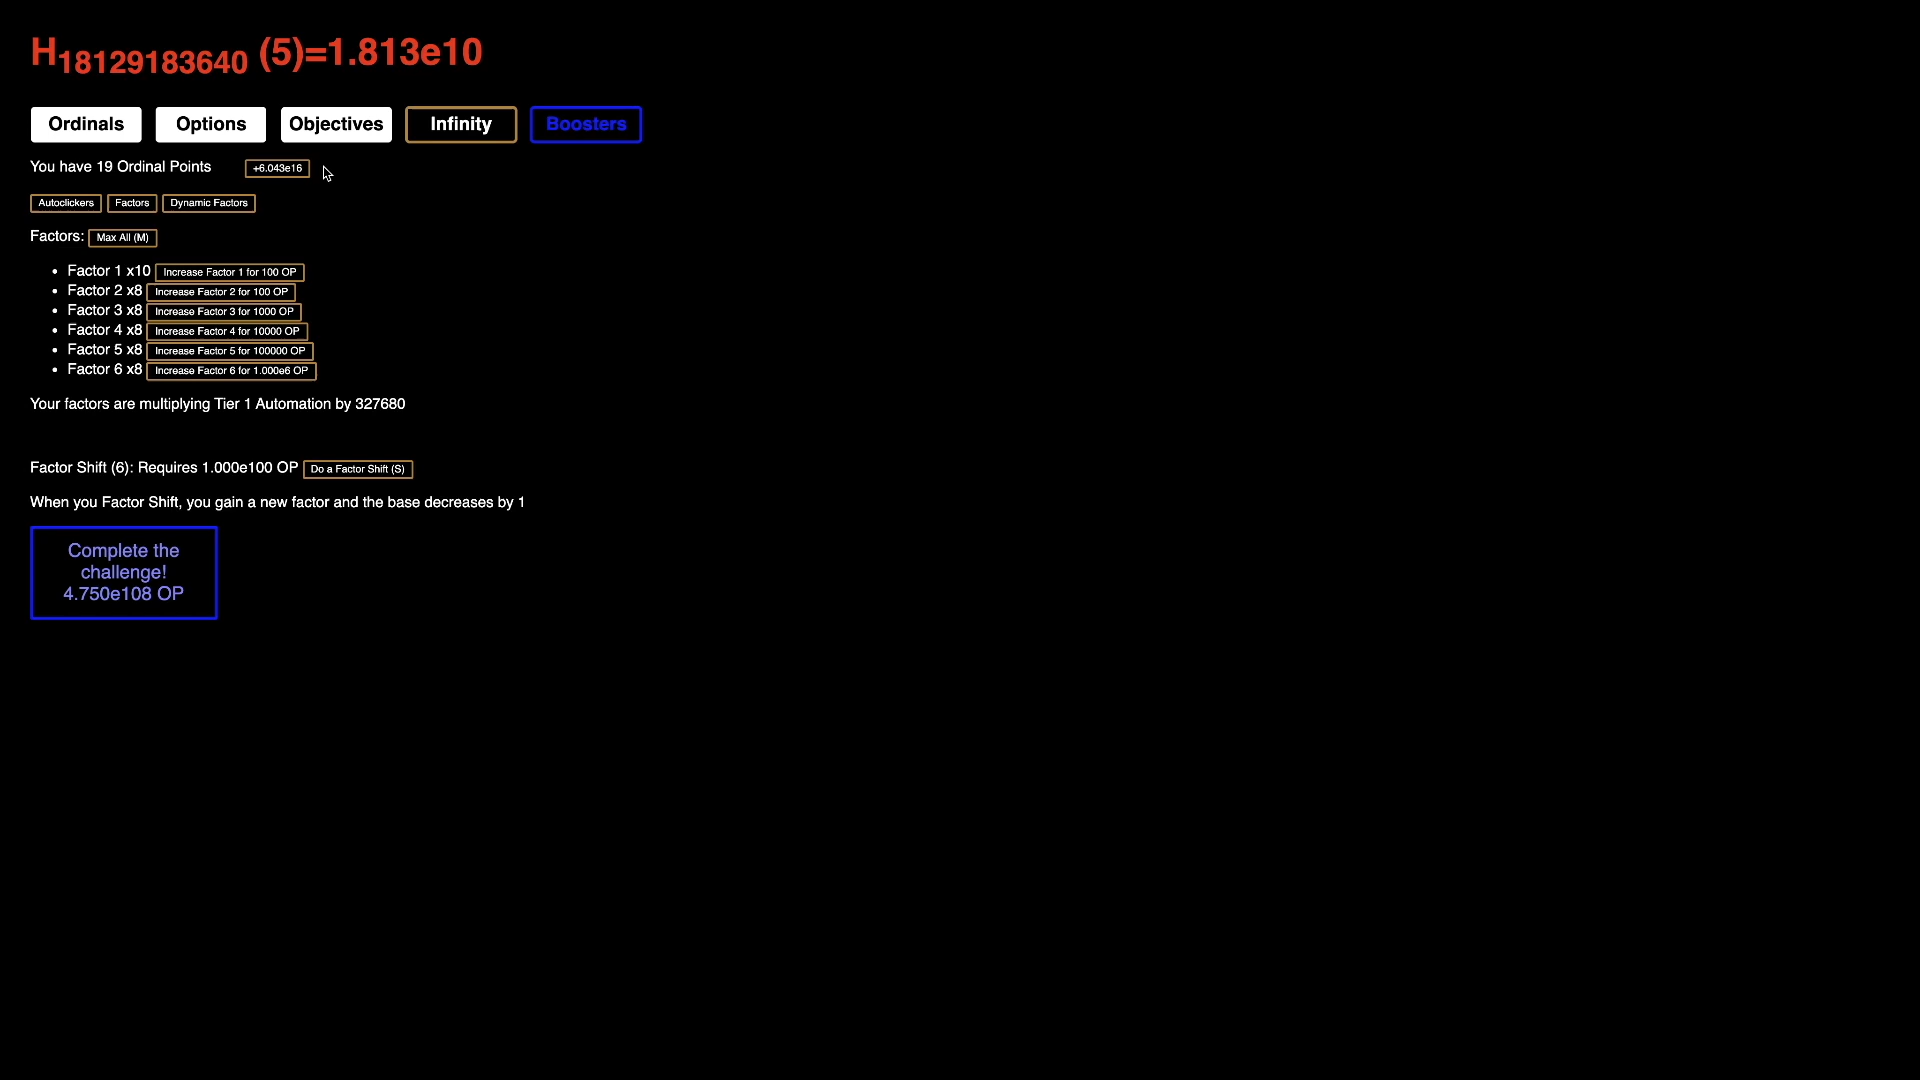 H18129183640 (5)=1.813e10
Ordinals Options Objectives Infinity Boosters
You have 19 Ordinal Points +6.043e16
Autoclickers Factors Dynamic Factors
Factors: Max All (M)
• Factor 1 x10 Increase Factor 1 for 100 OP
• Factor 2 x8 Increase Factor 2 for 100 OP
• Factor 3 x8 Increase Factor 3 for 1000 OP
• Factor 4 x8 Increase Factor 4 for 10000 OP
• Factor 5 x8 Increase Factor 5 for 100000 OP
• Factor 6 x8 Increase Factor 6 for 1.000e6 OP
Your factors are multiplying Tier 1 Automation by 327680
Factor Shift (6): Requires 1.000e100 OP Do a Factor Shift (S)
When you Factor Shift, you gain a new factor and the base decreases by 1
Complete the
challenge!
4.750e108 OP